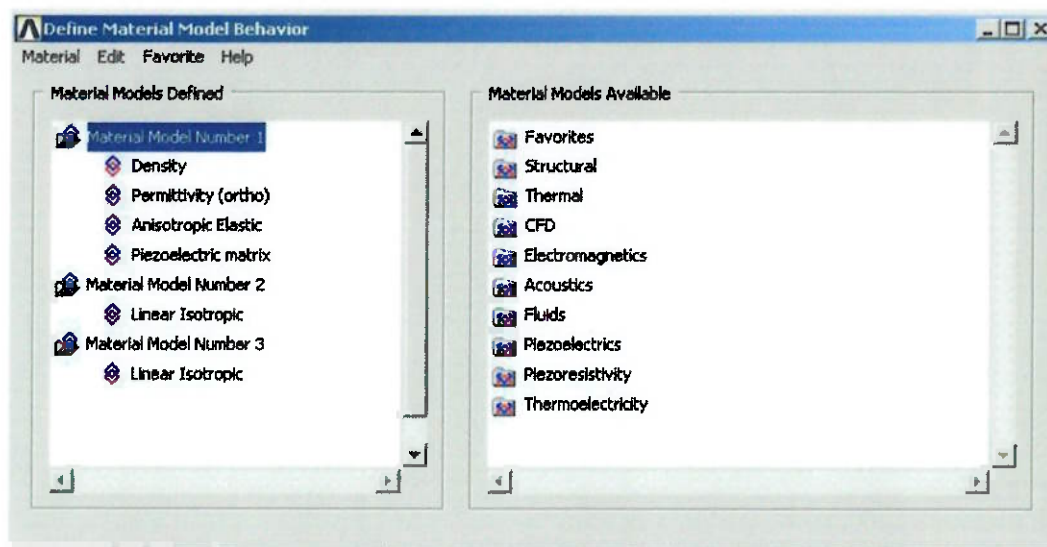 Define Material Model Behavior
Material Edit Favorite Help
Material Models Defined
Material Model Number 1
Density
Permittivity (ortho)
Anisotropic Elastic
Piezoelectric matrix
Material Model Number 2
Linear Isotropic
Material Model Number 3
Linear Isotropic
Material Models Available
Favorites
Structural
Thermal
CFD
Electromagnetics
Acoustics
Fluids
Piezoelectrics
Piezoresistivity
Thermoelectricity